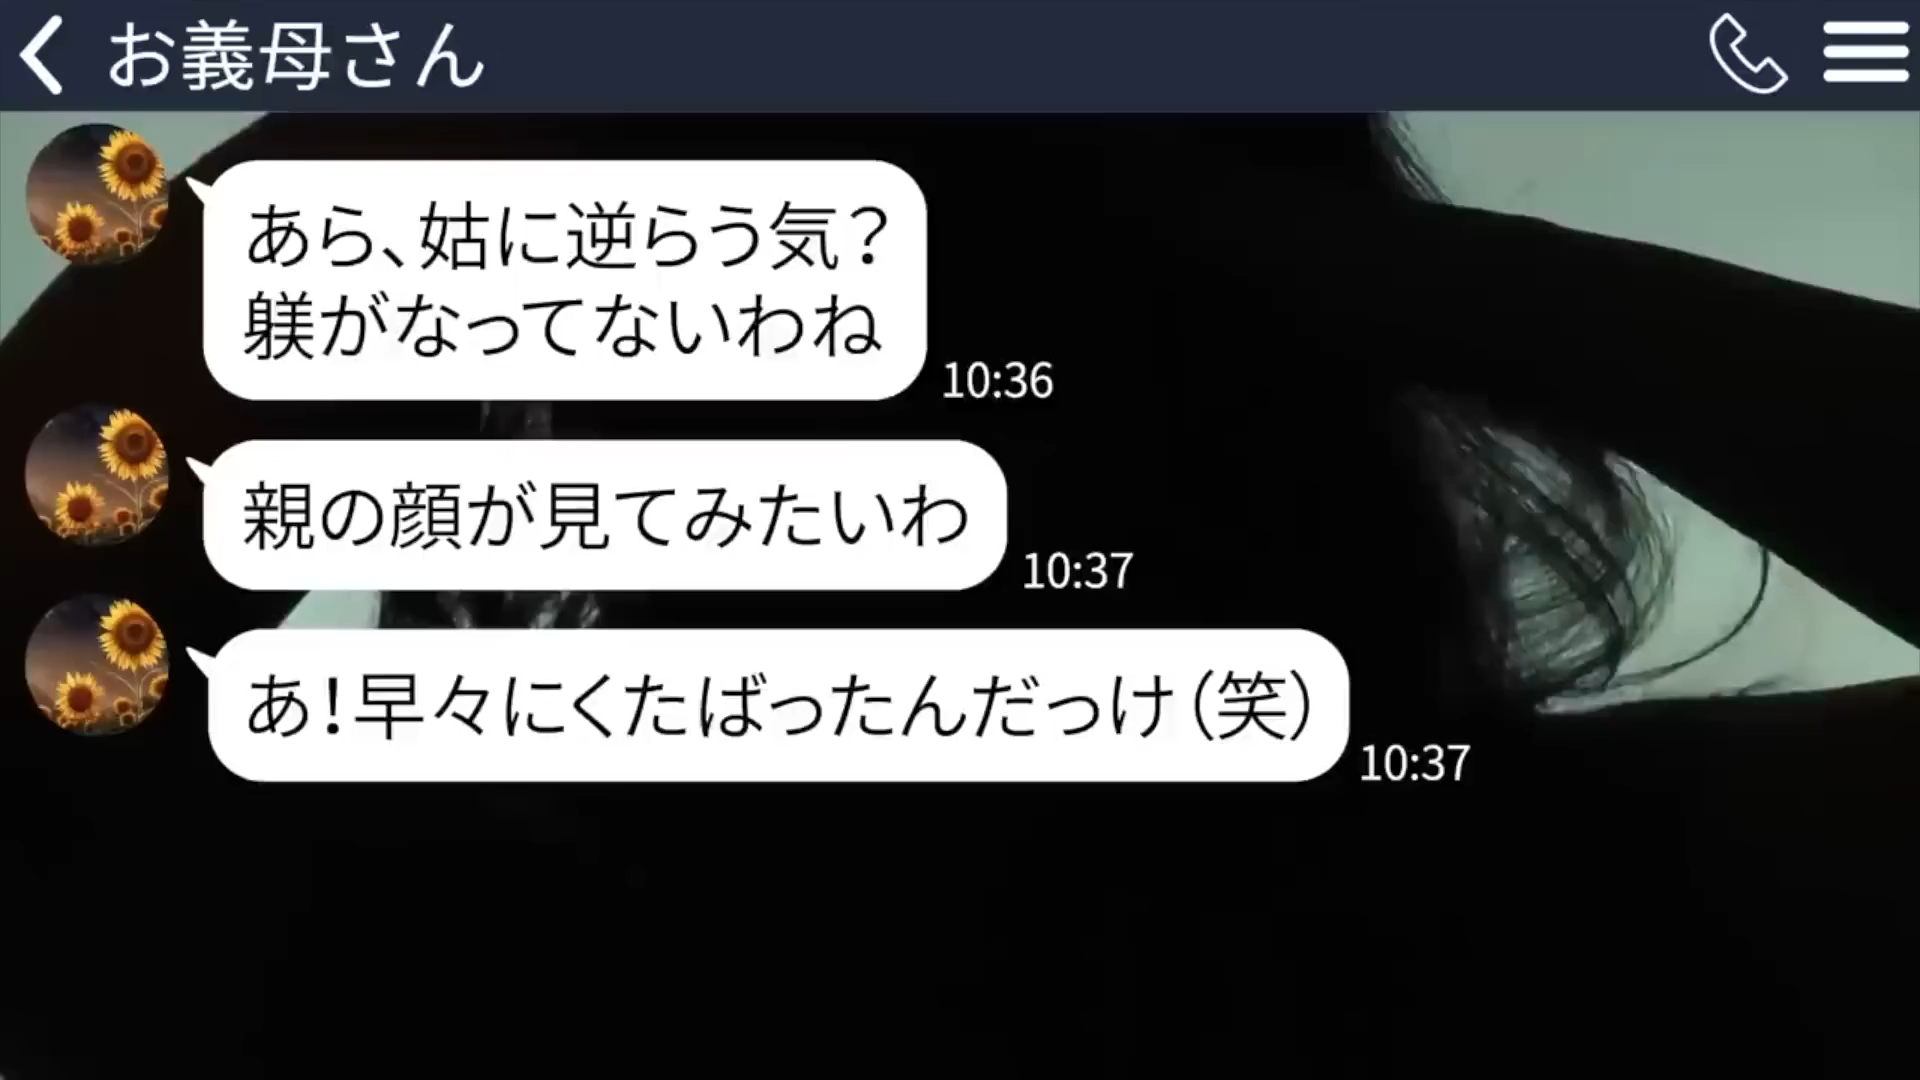 お義母さん
あら、姑に逆らう気?
躾がなってないわね
10:36
親の顔が見てみたいわ
10:37
あ!早々にくたばったんだっけ(笑)
10:37